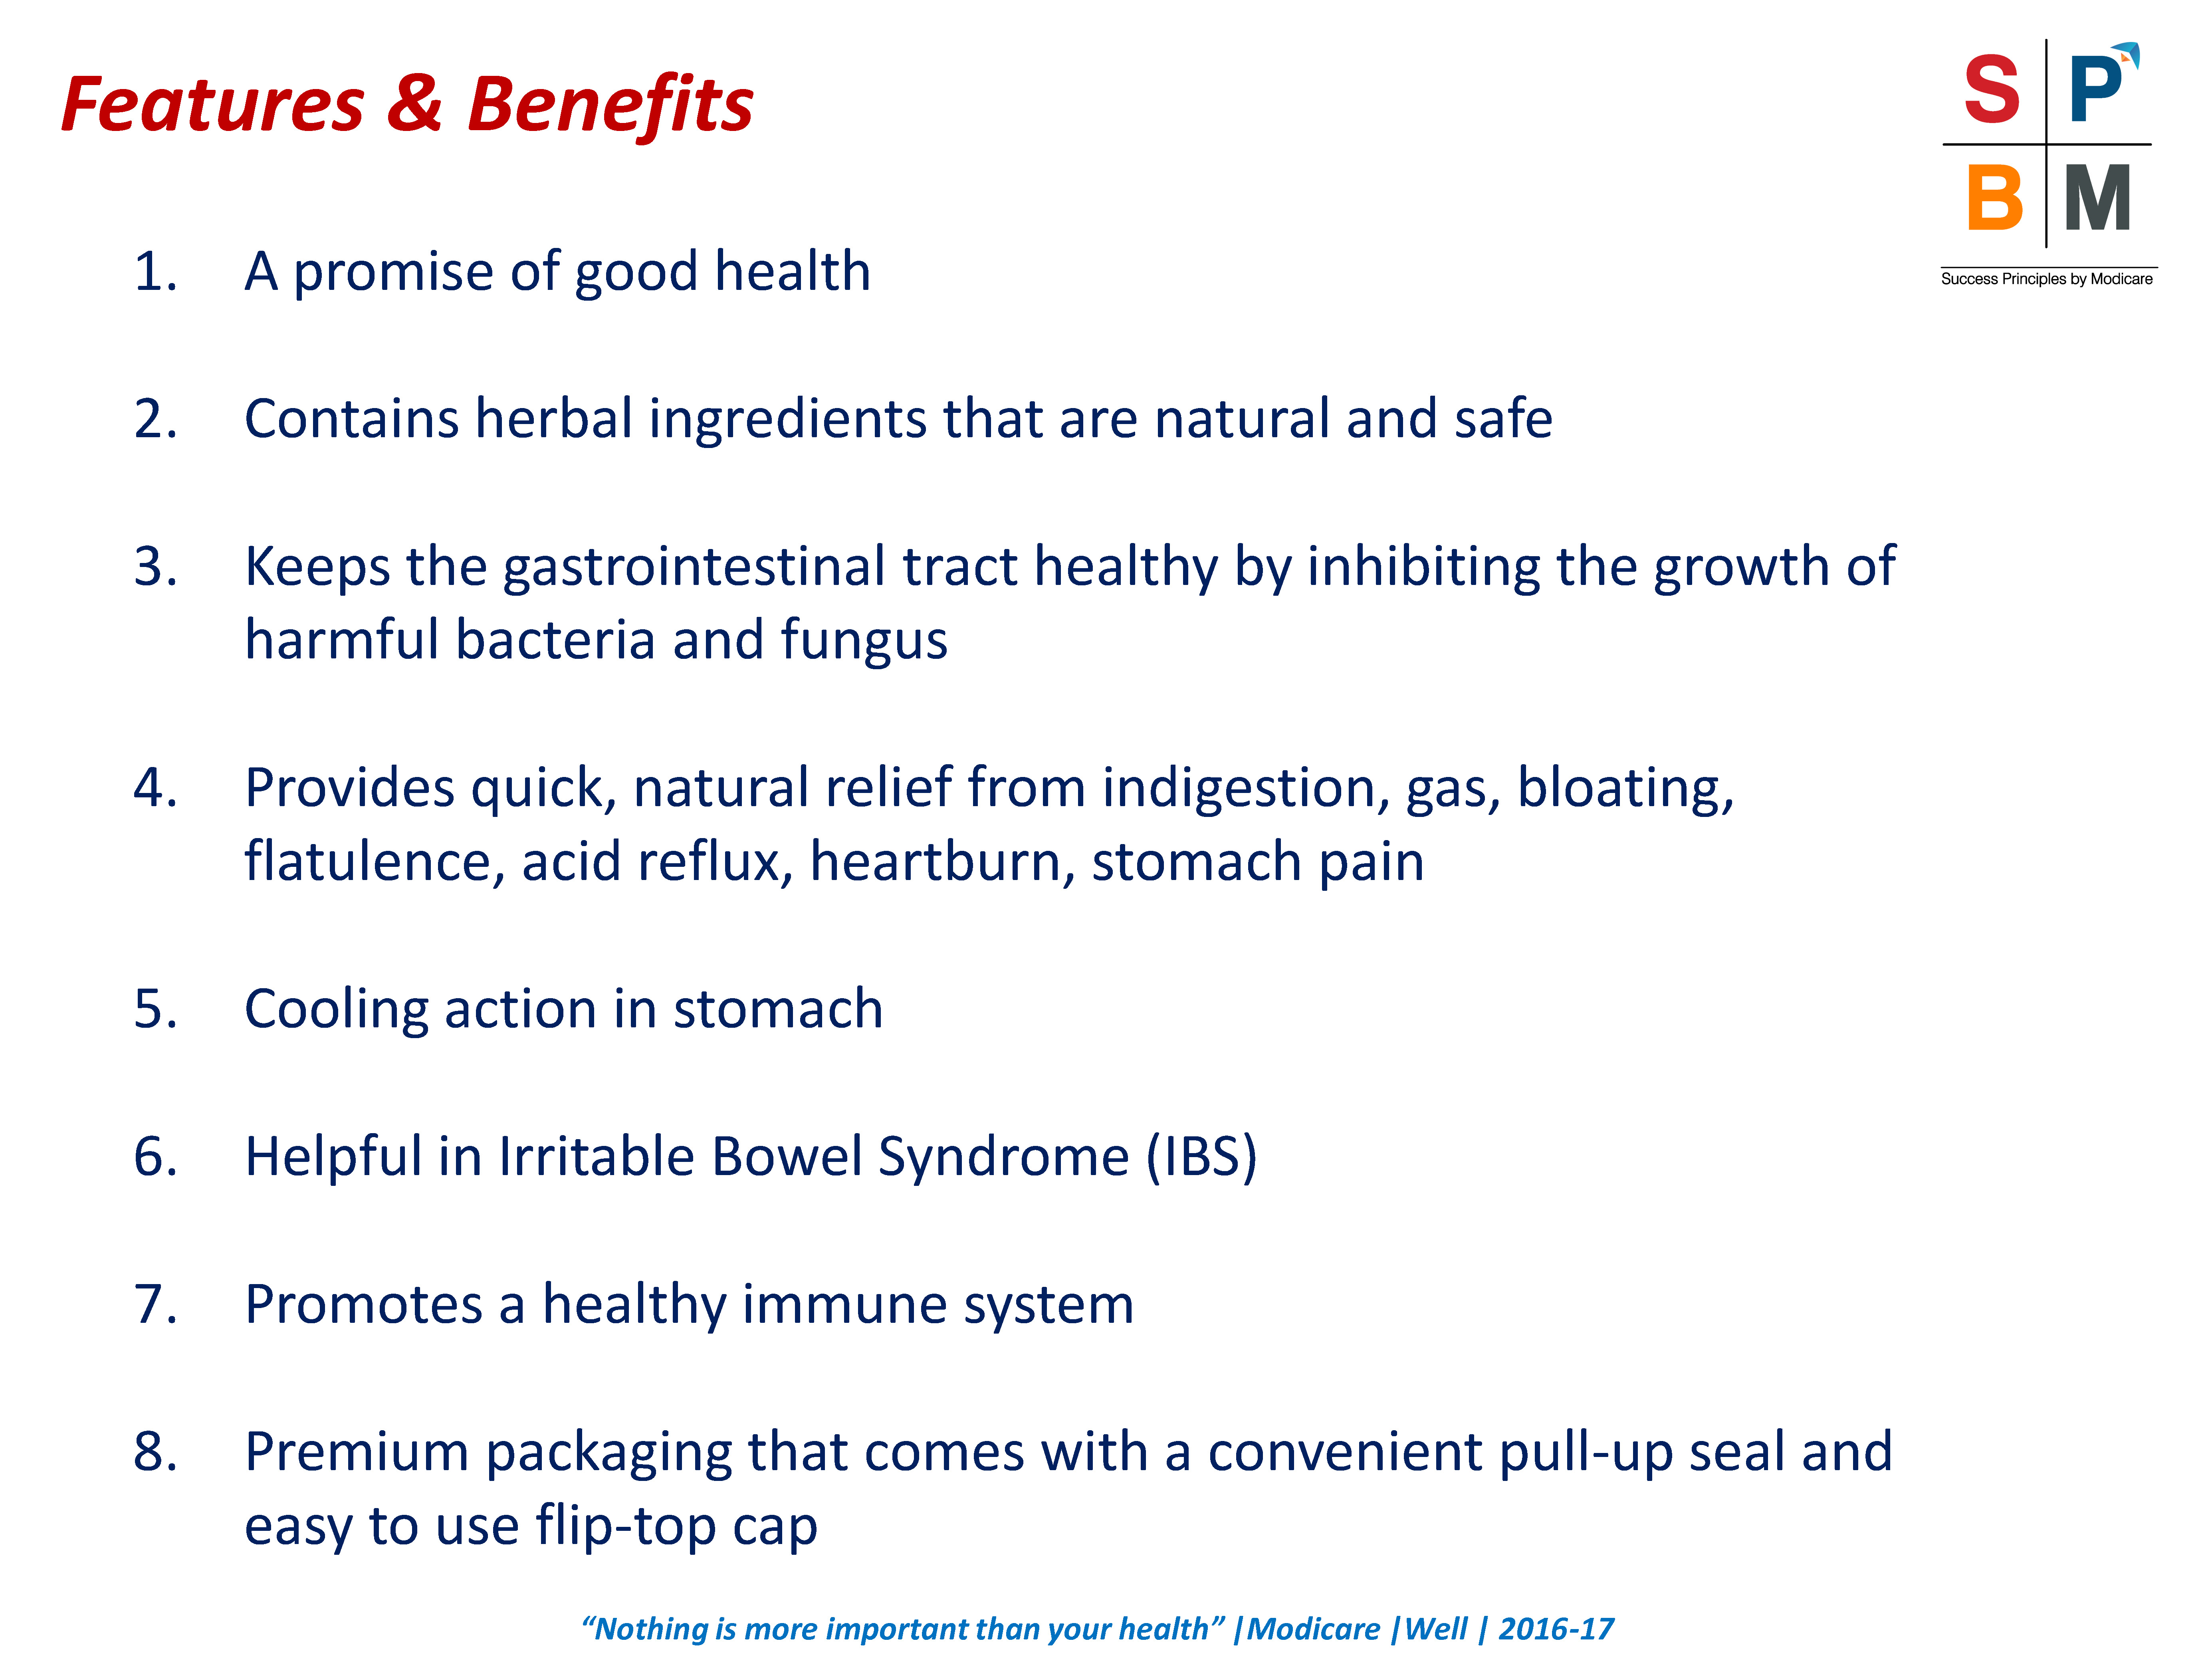 Features & Benefits
S P
B M
Success Principles by Modicare
1. A promise of good health
2. Contains herbal ingredients that are natural and safe
3. Keeps the gastrointestinal tract healthy by inhibiting the growth of
harmful bacteria and fungus
4. Provides quick, natural relief from indigestion, gas, bloating,
flatulence, acid reflux, heartburn, stomach pain
5. Cooling action in stomach
6. Helpful in Irritable Bowel Syndrome (IBS)
7. Promotes a healthy immune system
8. Premium packaging that comes with a convenient pull-up seal and
easy to use flip-top cap
“Nothing is more important than your health” |Modicare |Well | 2016-17